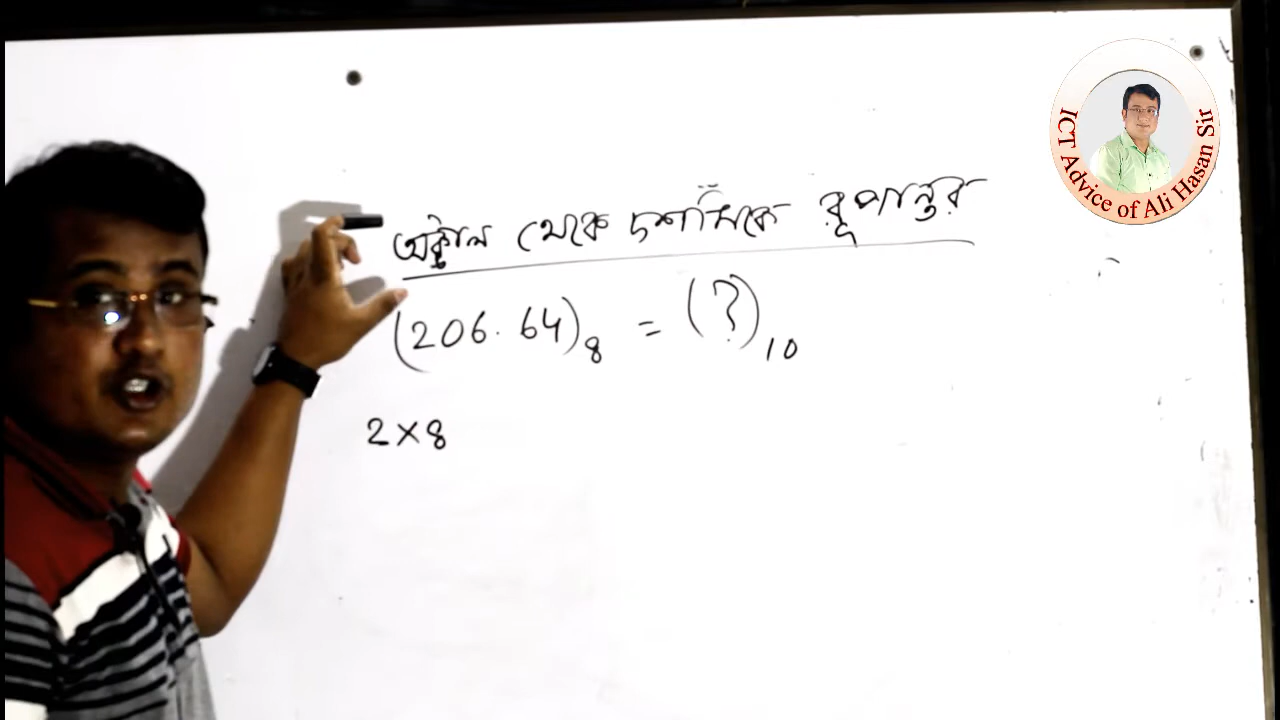 ICT Advice of Ali Hasan Sir
অক্টাল থেকে দশমিকে রূপান্তর
(206.64)8 = (?)10
2×8